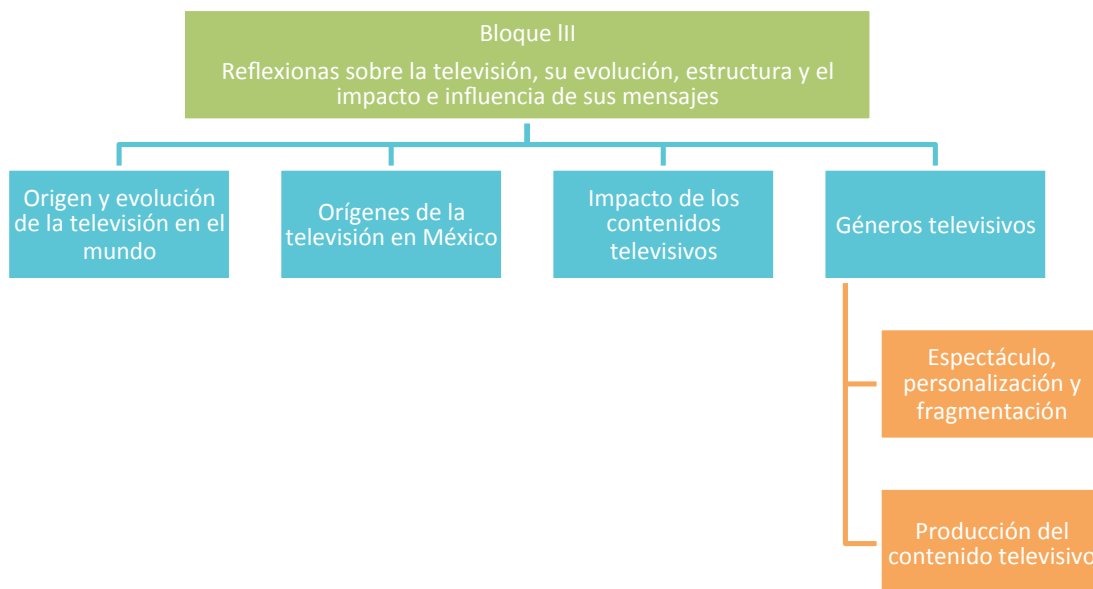 Bloque III
Reflexionas sobre la televisión, su evolución, estructura y el
impacto e influencia de sus mensajes
Origen y evolución
de la televisión en el
mundo
Orígenes de la
televisión en México
Impacto de los
contenidos
televisivos
Géneros televisivos
Espectáculo,
personalización y
fragmentación
Producción del
contenido televisivo